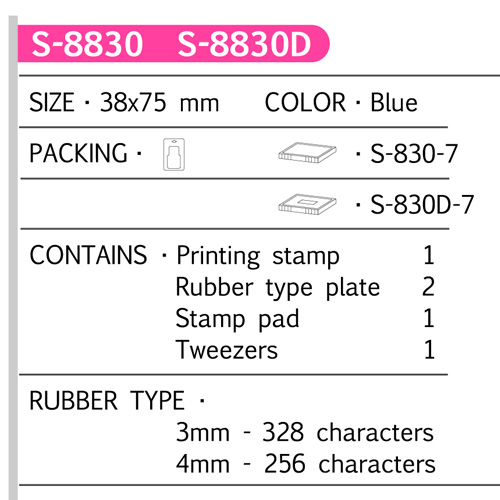 S-8830 S-8830D
SIZE · 38x75 mm COLOR · Blue
PACKING · · S-830-7
· S-830D-7
CONTAINS · Printing stamp 1
Rubber type plate 2
Stamp pad 1
Tweezers 1
RUBBER TYPE ·
3mm - 328 characters
4mm - 256 characters